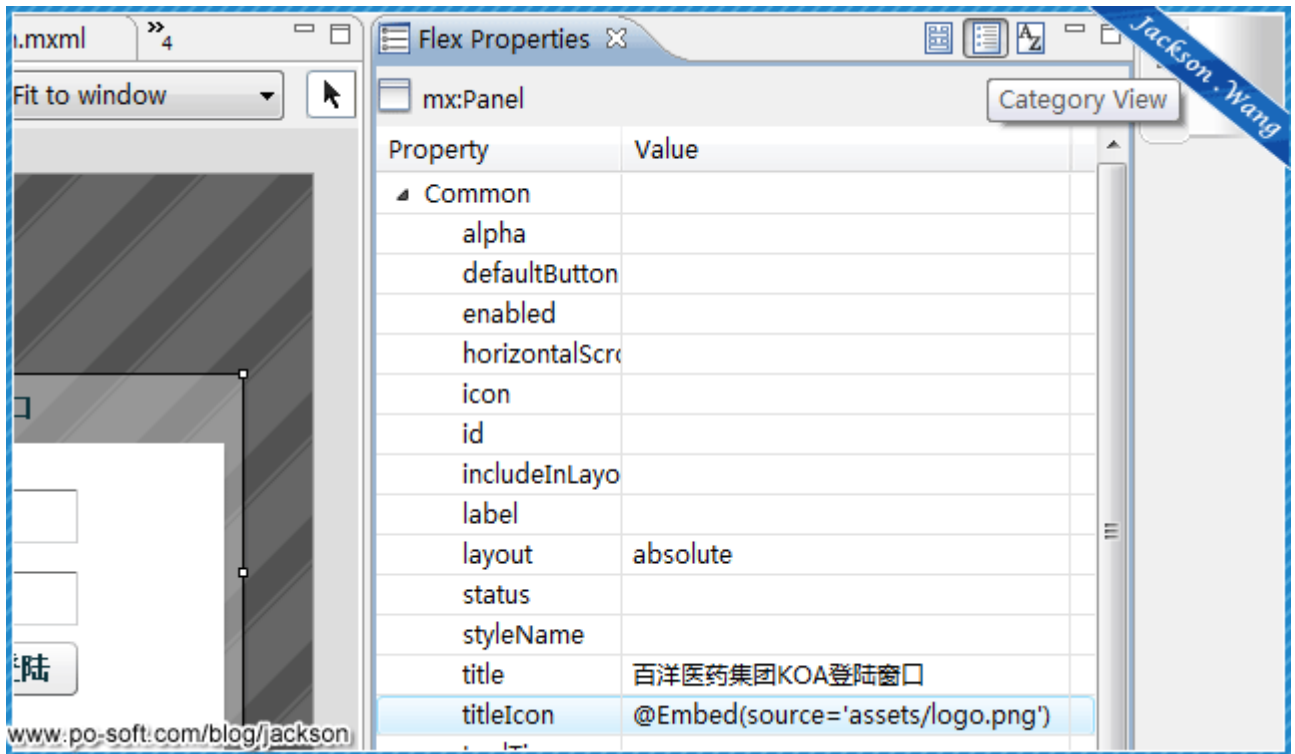 n.mxml
4
Flex Properties
Jackson.Wang
Fit to window
mx:Panel
Category View
Property Value
Common
alpha
defaultButton
enabled
horizontalScro
icon
口
id
includeInLayo
label
layout absolute
status
styleName
登陆
title 百洋医药集团KOA登陆窗口
titleIcon @Embed(source='assets/logo.png')
www.po-soft.com/blog/jackson